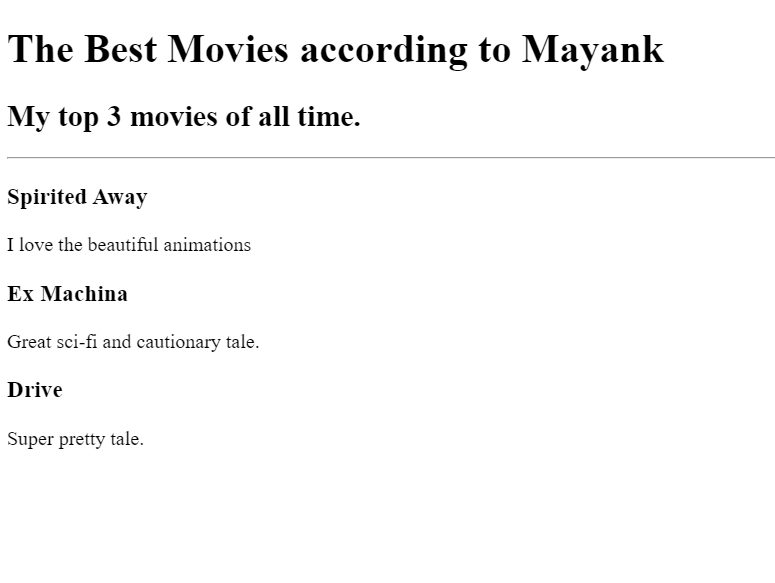 The Best Movies according to Mayank
My top 3 movies of all time.
Spirited Away
I love the beautiful animations
Ex Machina
Great sci-fi and cautionary tale.
Drive
Super pretty tale.